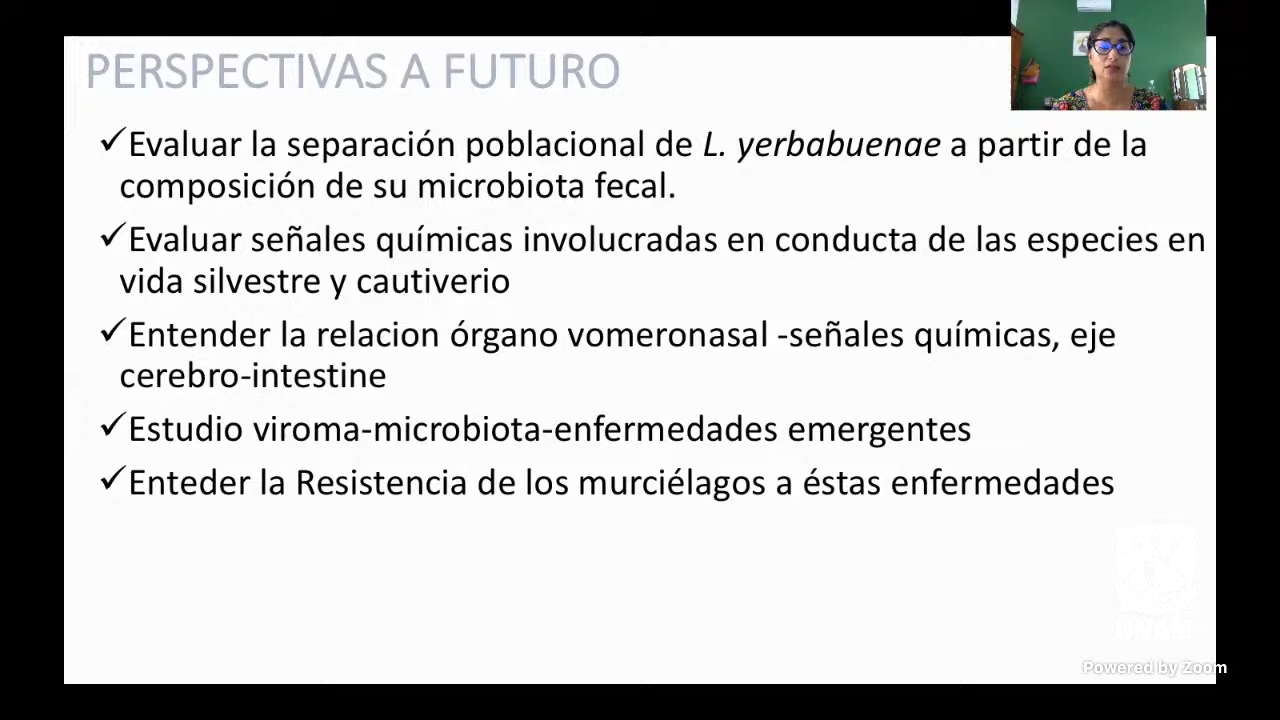 PERSPECTIVAS A FUTURO
✓Evaluar la separación poblacional de L. yerbabuenae a partir de la
composición de su microbiota fecal.
✓Evaluar señales químicas involucradas en conducta de las especies en
vida silvestre y cautiverio
✓Entender la relacion órgano vomeronasal -señales químicas, eje
cerebro-intestine
✓Estudio viroma-microbiota-enfermedades emergentes
✓Enteder la Resistencia de los murciélagos a éstas enfermedades
UNAM
Powered by Zoom